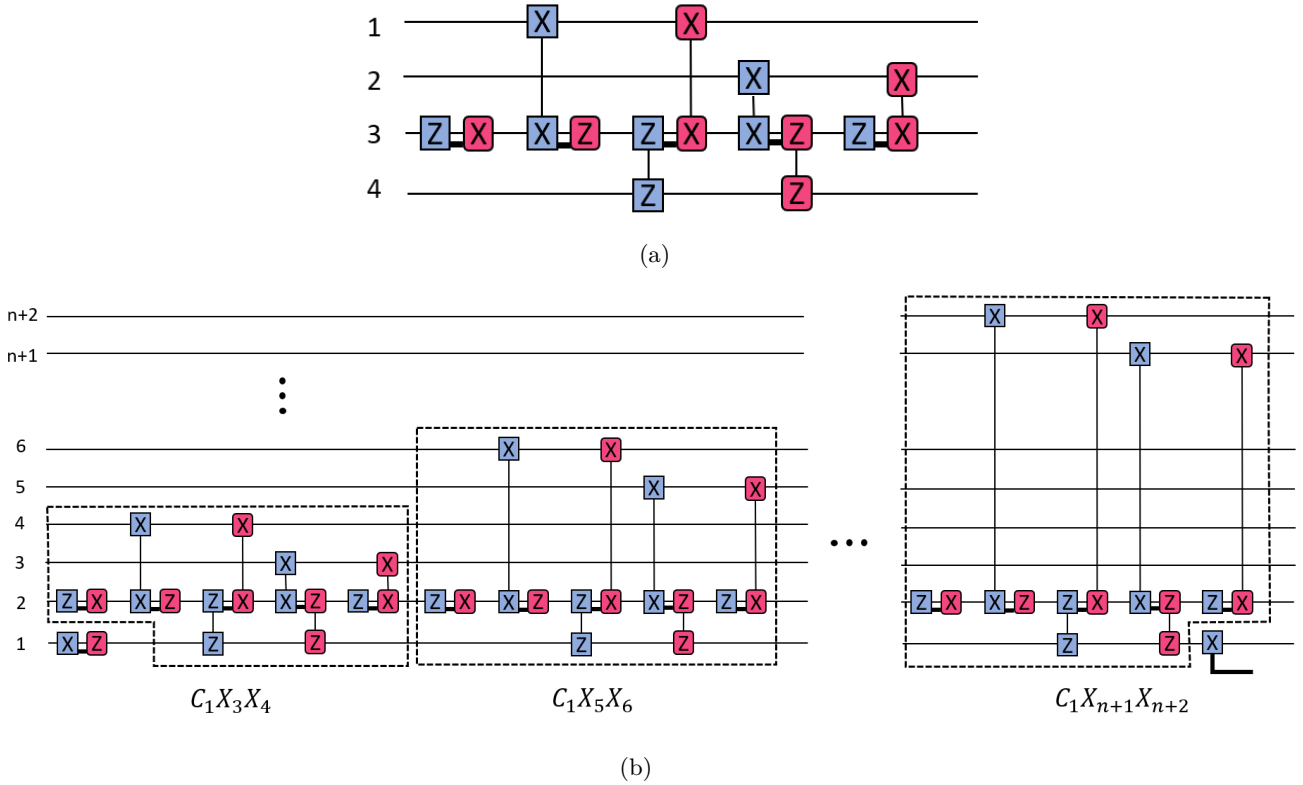 1 X X
2 X X
3 Z X X Z Z X X Z Z X
4 Z Z
(a)
n+2 X X
n+1 X X
6 X X
5 X X
4 X X
3 X X
2 Z X X Z Z X X Z Z X Z X X Z Z X X Z Z X Z X X Z Z X X Z Z X
1 X Z Z Z Z Z Z Z X
C₁X₃X₄ C₁X₅X₆ C₁Xₙ₊₁Xₙ₊₂
(b)